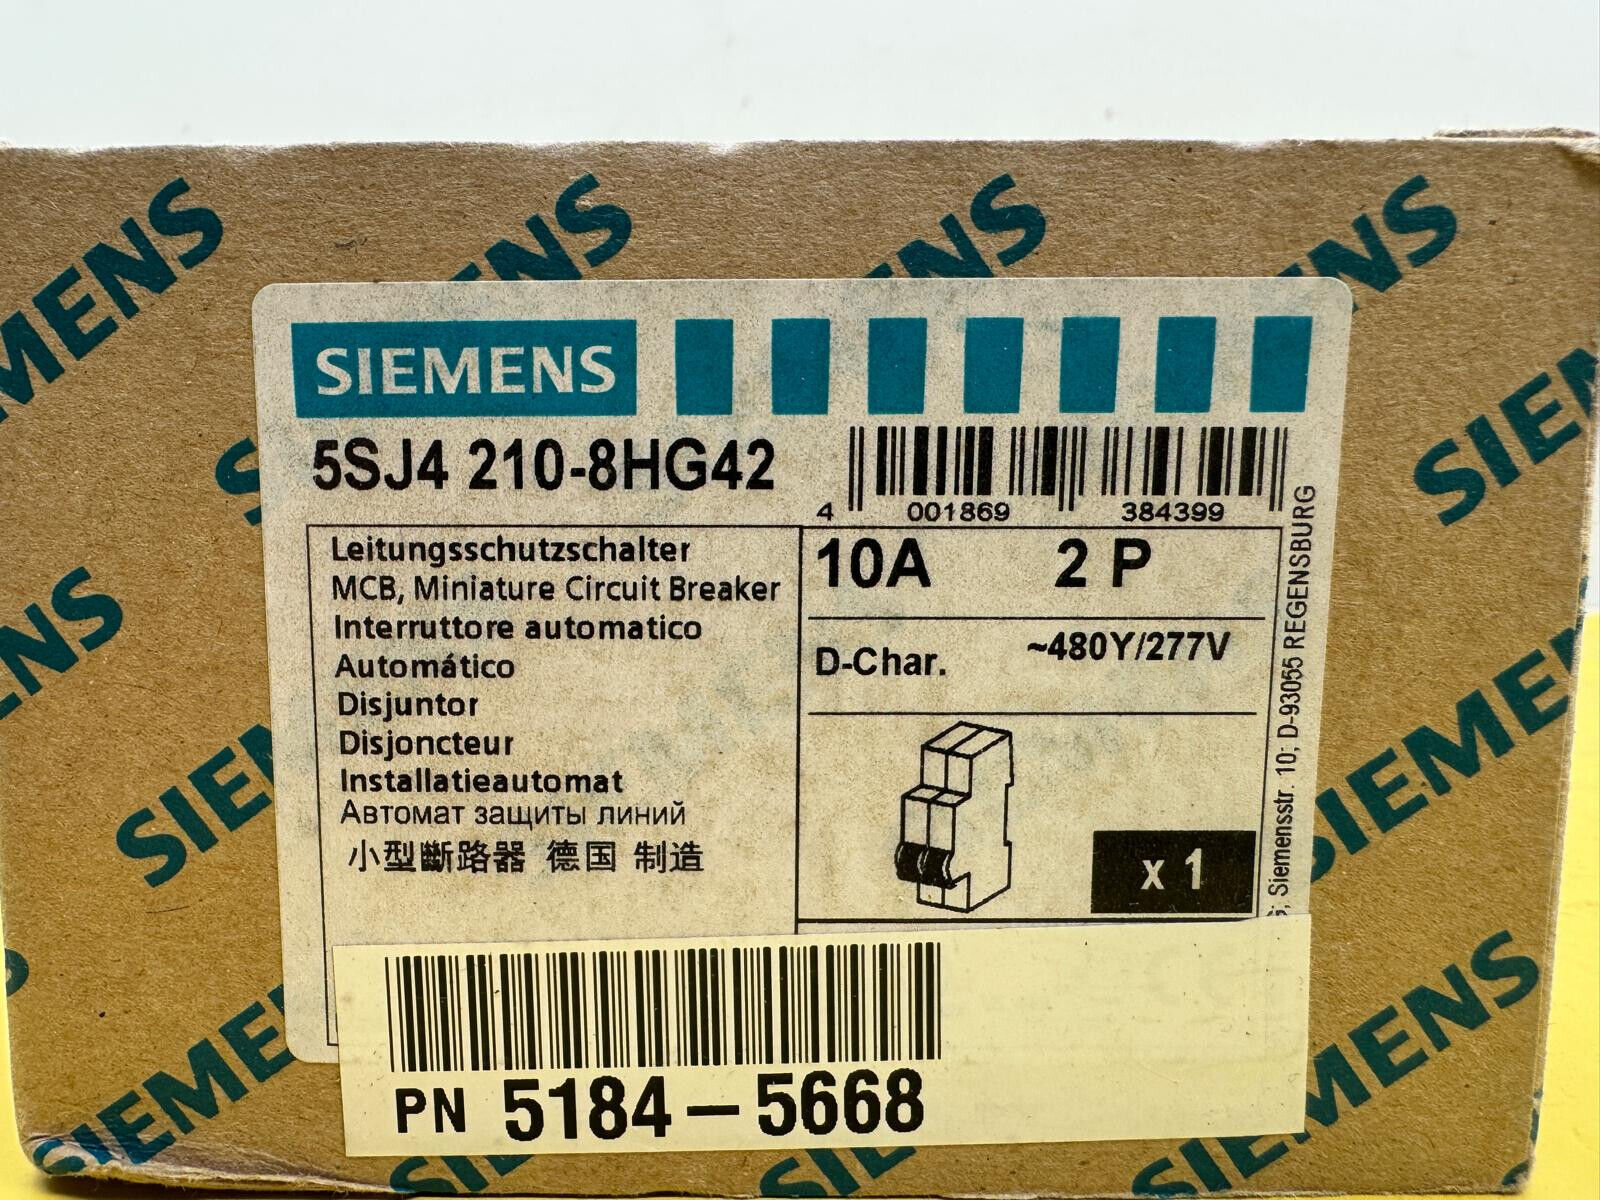 SIEMENS
5SJ4 210-8HG42
4 001869 384399
Leitungsschutzschalter
MCB, Miniature Circuit Breaker
Interruttore automatico
Automático
Disjuntor
Disjoncteur
Installatieautomat
Автомат защиты линий
小型斷路器 德国 制造
10A 2 P
D-Char. ~480Y/277V
x 1
Siemensstr. 10; D-93055 REGENSBURG
PN 5184-5668
SIEMENS
SIEMENS
SIEMENS
SIEMENS
SIEMENS